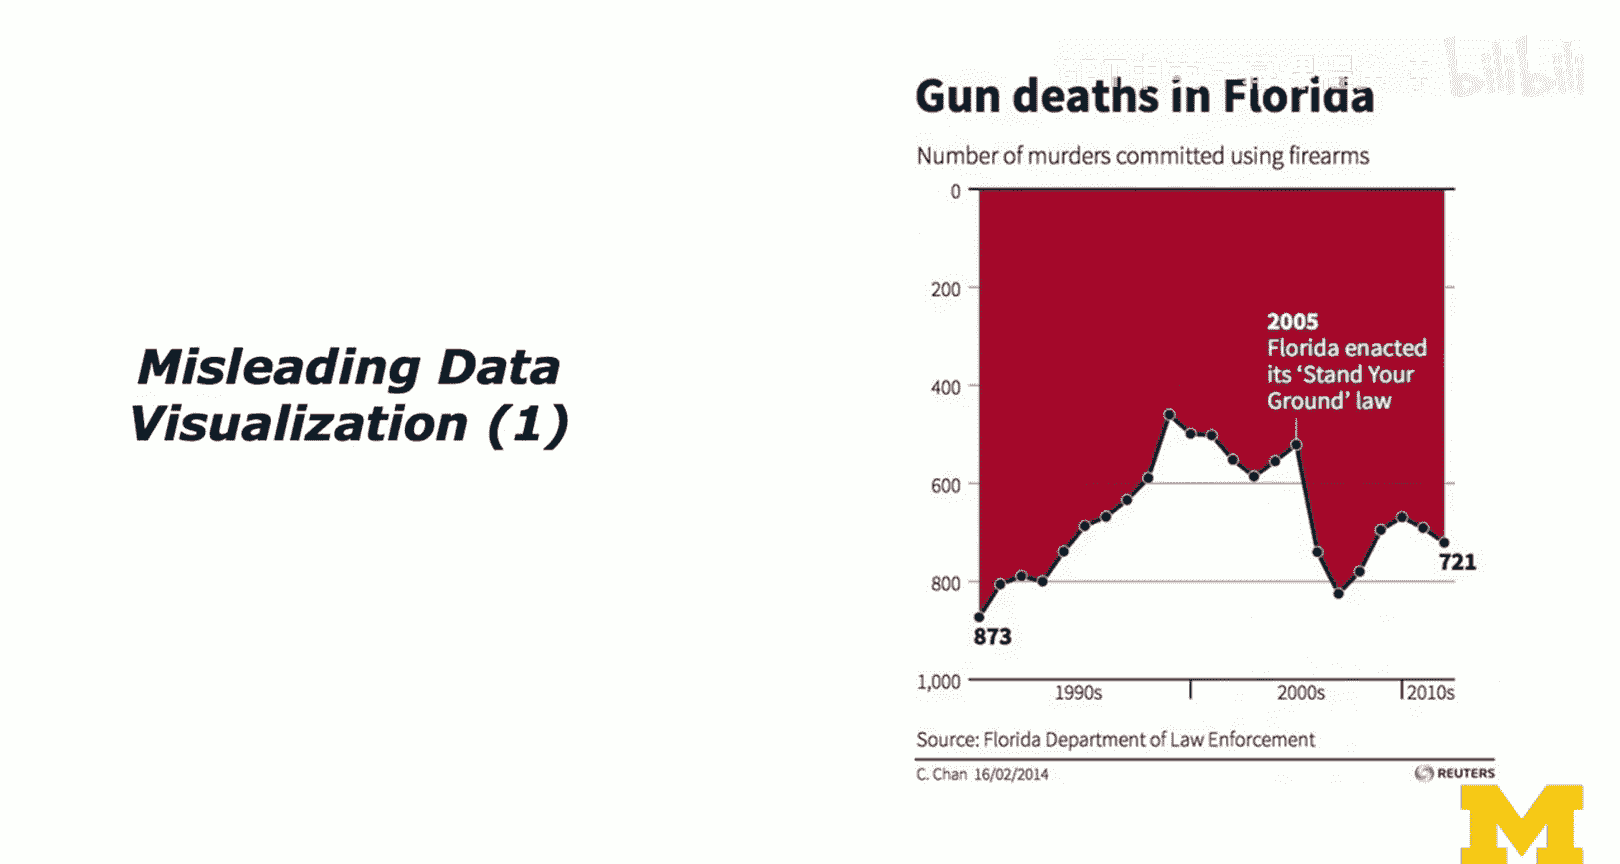 Misleading Data
Visualization (1)
bilibili
Gun deaths in Florida
Number of murders committed using firearms
0
200
400
600
800
1,000
2005
Florida enacted
its ‘Stand Your
Ground’ law
873
721
1990s
2000s
2010s
Source: Florida Department of Law Enforcement
C. Chan 16/02/2014
REUTERS
M